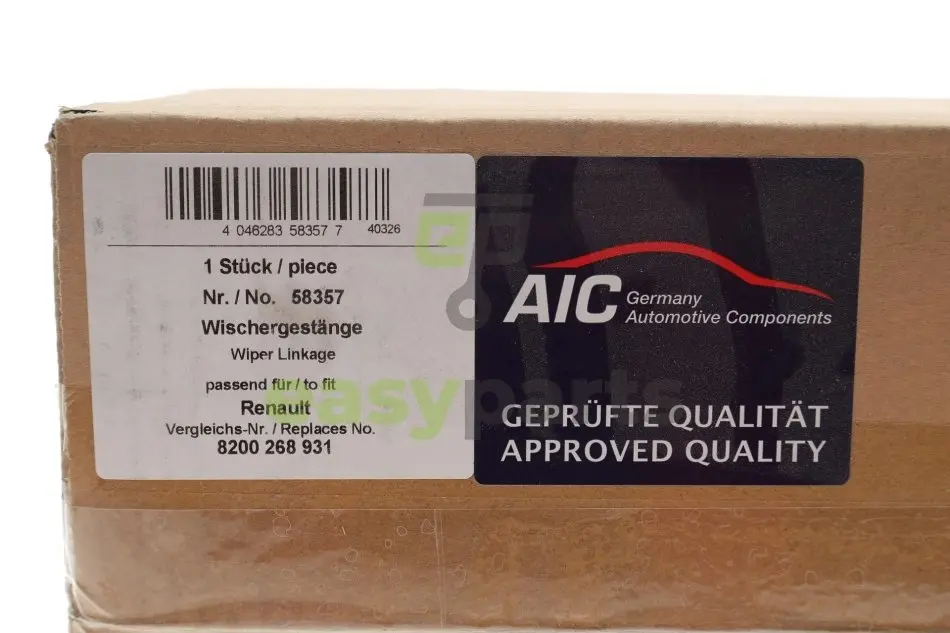 4 046283 58357 7 40326
1 Stück / piece
Nr. / No. 58357
Wischergestänge
Wiper Linkage
passend für / to fit
Renault
Vergleichs-Nr. / Replaces No.
8200 268 931
AIC Germany
Automotive Components
GEPRÜFTE QUALITÄT
APPROVED QUALITY
ep
easyparts